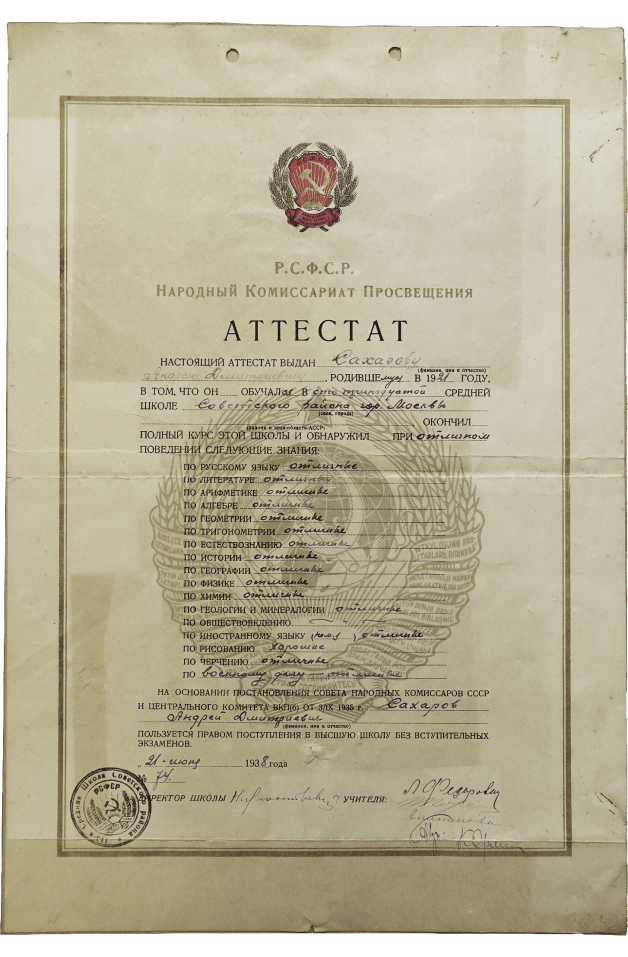 Р.С.Ф.С.Р.
НАРОДНЫЙ КОМИССАРИАТ ПРОСВЕЩЕНИЯ
АТТЕСТАТ
НАСТОЯЩИЙ АТТЕСТАТ ВЫДАН Сахарову
(фамилия, имя и отчество)
Андрею Дмитриевичу, РОДИВШЕмуся В 1921 ГОДУ,
В ТОМ, ЧТО ОН ОБУЧАЛся В сто тринадцатой СРЕДНЕЙ
ШКОЛЕ Советского района гор. Москвы
(села, города)
ОКОНЧИЛ
(района и края-области-АССР)
ПОЛНЫЙ КУРС ЭТОЙ ШКОЛЫ И ОБНАРУЖИЛ ПРИ отличном
ПОВЕДЕНИИ СЛЕДУЮЩИЕ ЗНАНИЯ:
ПО РУССКОМУ ЯЗЫКУ отличные
ПО ЛИТЕРАТУРЕ отличные
ПО АРИФМЕТИКЕ отличные
ПО АЛГЕБРЕ отличные
ПО ГЕОМЕТРИИ отличные
ПО ТРИГОНОМЕТРИИ отличные
ПО ЕСТЕСТВОЗНАНИЮ отличные
ПО ИСТОРИИ отличные
ПО ГЕОГРАФИИ отличные
ПО ФИЗИКЕ отличные
ПО ХИМИИ отличные
ПО ГЕОЛОГИИ И МИНЕРАЛОГИИ отличные
ПО ОБЩЕСТВОВЕДЕНИЮ —
ПО ИНОСТРАННОМУ ЯЗЫКУ ( ) отличные
ПО РИСОВАНИЮ хорошие
ПО ЧЕРЧЕНИЮ отличные
ПО военному делу отличные
НА ОСНОВАНИИ ПОСТАНОВЛЕНИЯ СОВЕТА НАРОДНЫХ КОМИССАРОВ СССР
И ЦЕНТРАЛЬНОГО КОМИТЕТА ВКП(б) ОТ 3/IX 1935 г. Сахаров
Андрей Дмитриевич
(фамилия, имя и отчество)
ПОЛЬЗУЕТСЯ ПРАВОМ ПОСТУПЛЕНИЯ В ВЫСШУЮ ШКОЛУ БЕЗ ВСТУПИТЕЛЬНЫХ
ЭКЗАМЕНОВ.
„21 - июня 1938 года
№ 74.
ДИРЕКТОР ШКОЛЫ УЧИТЕЛЯ:
Средняя Школа Советского района
РСФСР